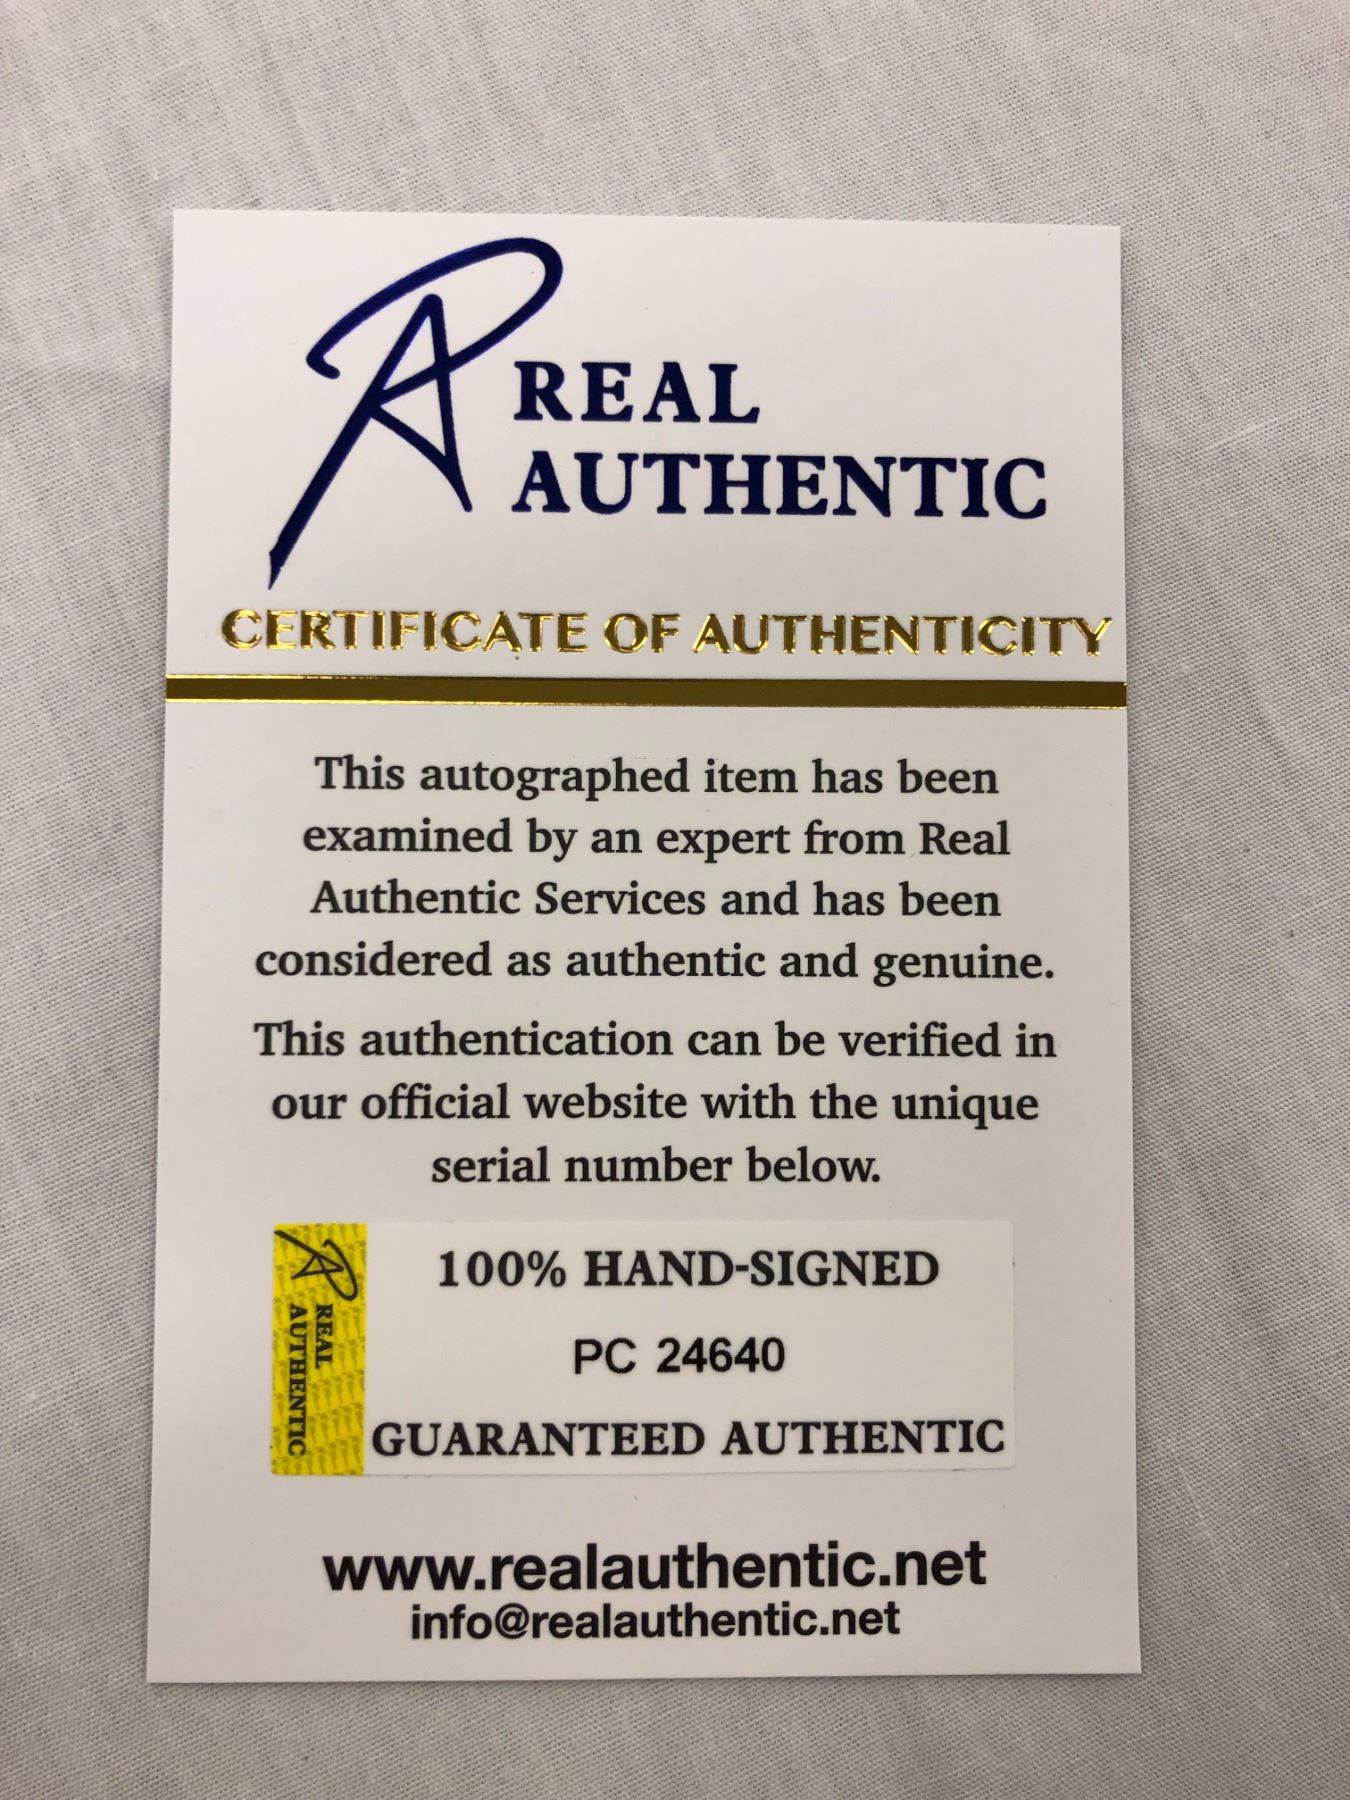 RA REAL
AUTHENTIC
CERTIFICATE OF AUTHENTICITY
This autographed item has been
examined by an expert from Real
Authentic Services and has been
considered as authentic and genuine.
This authentication can be verified in
our official website with the unique
serial number below.
RA REAL
AUTHENTIC
100% HAND-SIGNED
PC 24640
GUARANTEED AUTHENTIC
www.realauthentic.net
info@realauthentic.net